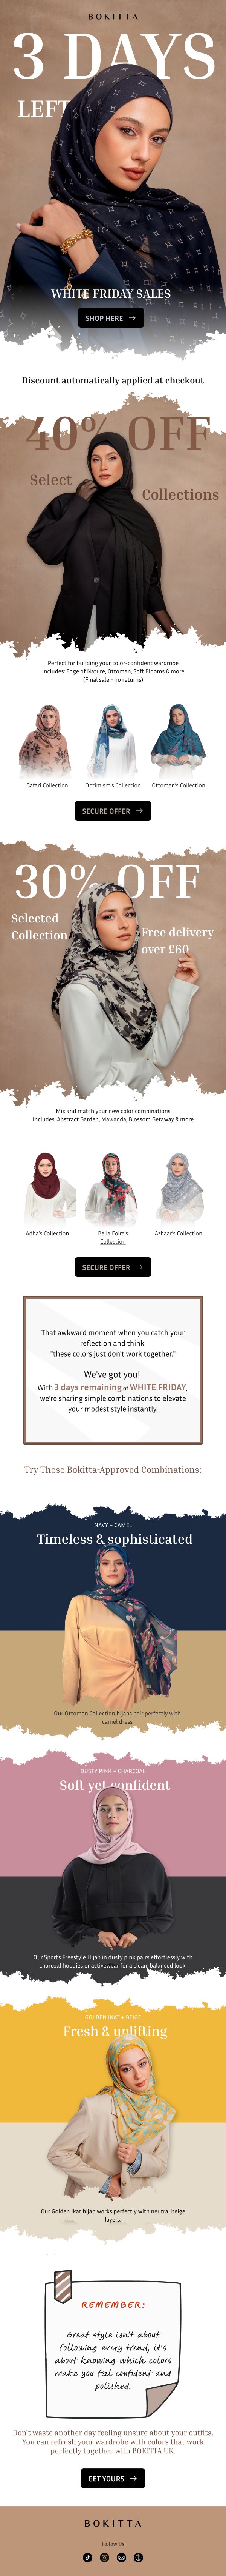 BOKITTA
3 DAYS
LEFT
WHITE FRIDAY SALES
SHOP HERE →
Discount automatically applied at checkout
40% OFF
Select
Collections
Perfect for building your color-confident wardrobe
Includes: Edge of Nature, Ottoman, Soft Blooms & more
(Final sale - no returns)
Safari Collection
Optimism's Collection
Ottoman's Collection
SECURE OFFER →
30% OFF
Selected
Collection
Free delivery
over £60
Mix and match your new color combinations
Includes: Abstract Garden, Mawadda, Blossom Getaway & more
Adha's Collection
Bella Folra's
Collection
Azhaar's Collection
SECURE OFFER →
That awkward moment when you catch your
reflection and think
"these colors just don't work together."
We've got you!
With 3 days remaining of WHITE FRIDAY,
we're sharing simple combinations to elevate
your modest style instantly.
Try These Bokitta-Approved Combinations:
NAVY + CAMEL
Timeless & sophisticated
Our Ottoman Collection hijabs pair perfectly with
camel dress
DUSTY PINK + CHARCOAL
Soft yet confident
Our Sports Freestyle Hijab in dusty pink pairs effortlessly with
charcoal hoodies or activewear for a clean, balanced look.
GOLDEN IKAT + BEIGE
Fresh & uplifting
Our Golden Ikat hijab works perfectly with neutral beige
layers.
REMEMBER:
Great style isn't about
following every trend, it's
about knowing which colors
make you feel confident and
polished.
Don't waste another day feeling unsure about your outfits.
You can refresh your wardrobe with colors that work
perfectly together with BOKITTA UK.
GET YOURS →
BOKITTA
Follow Us